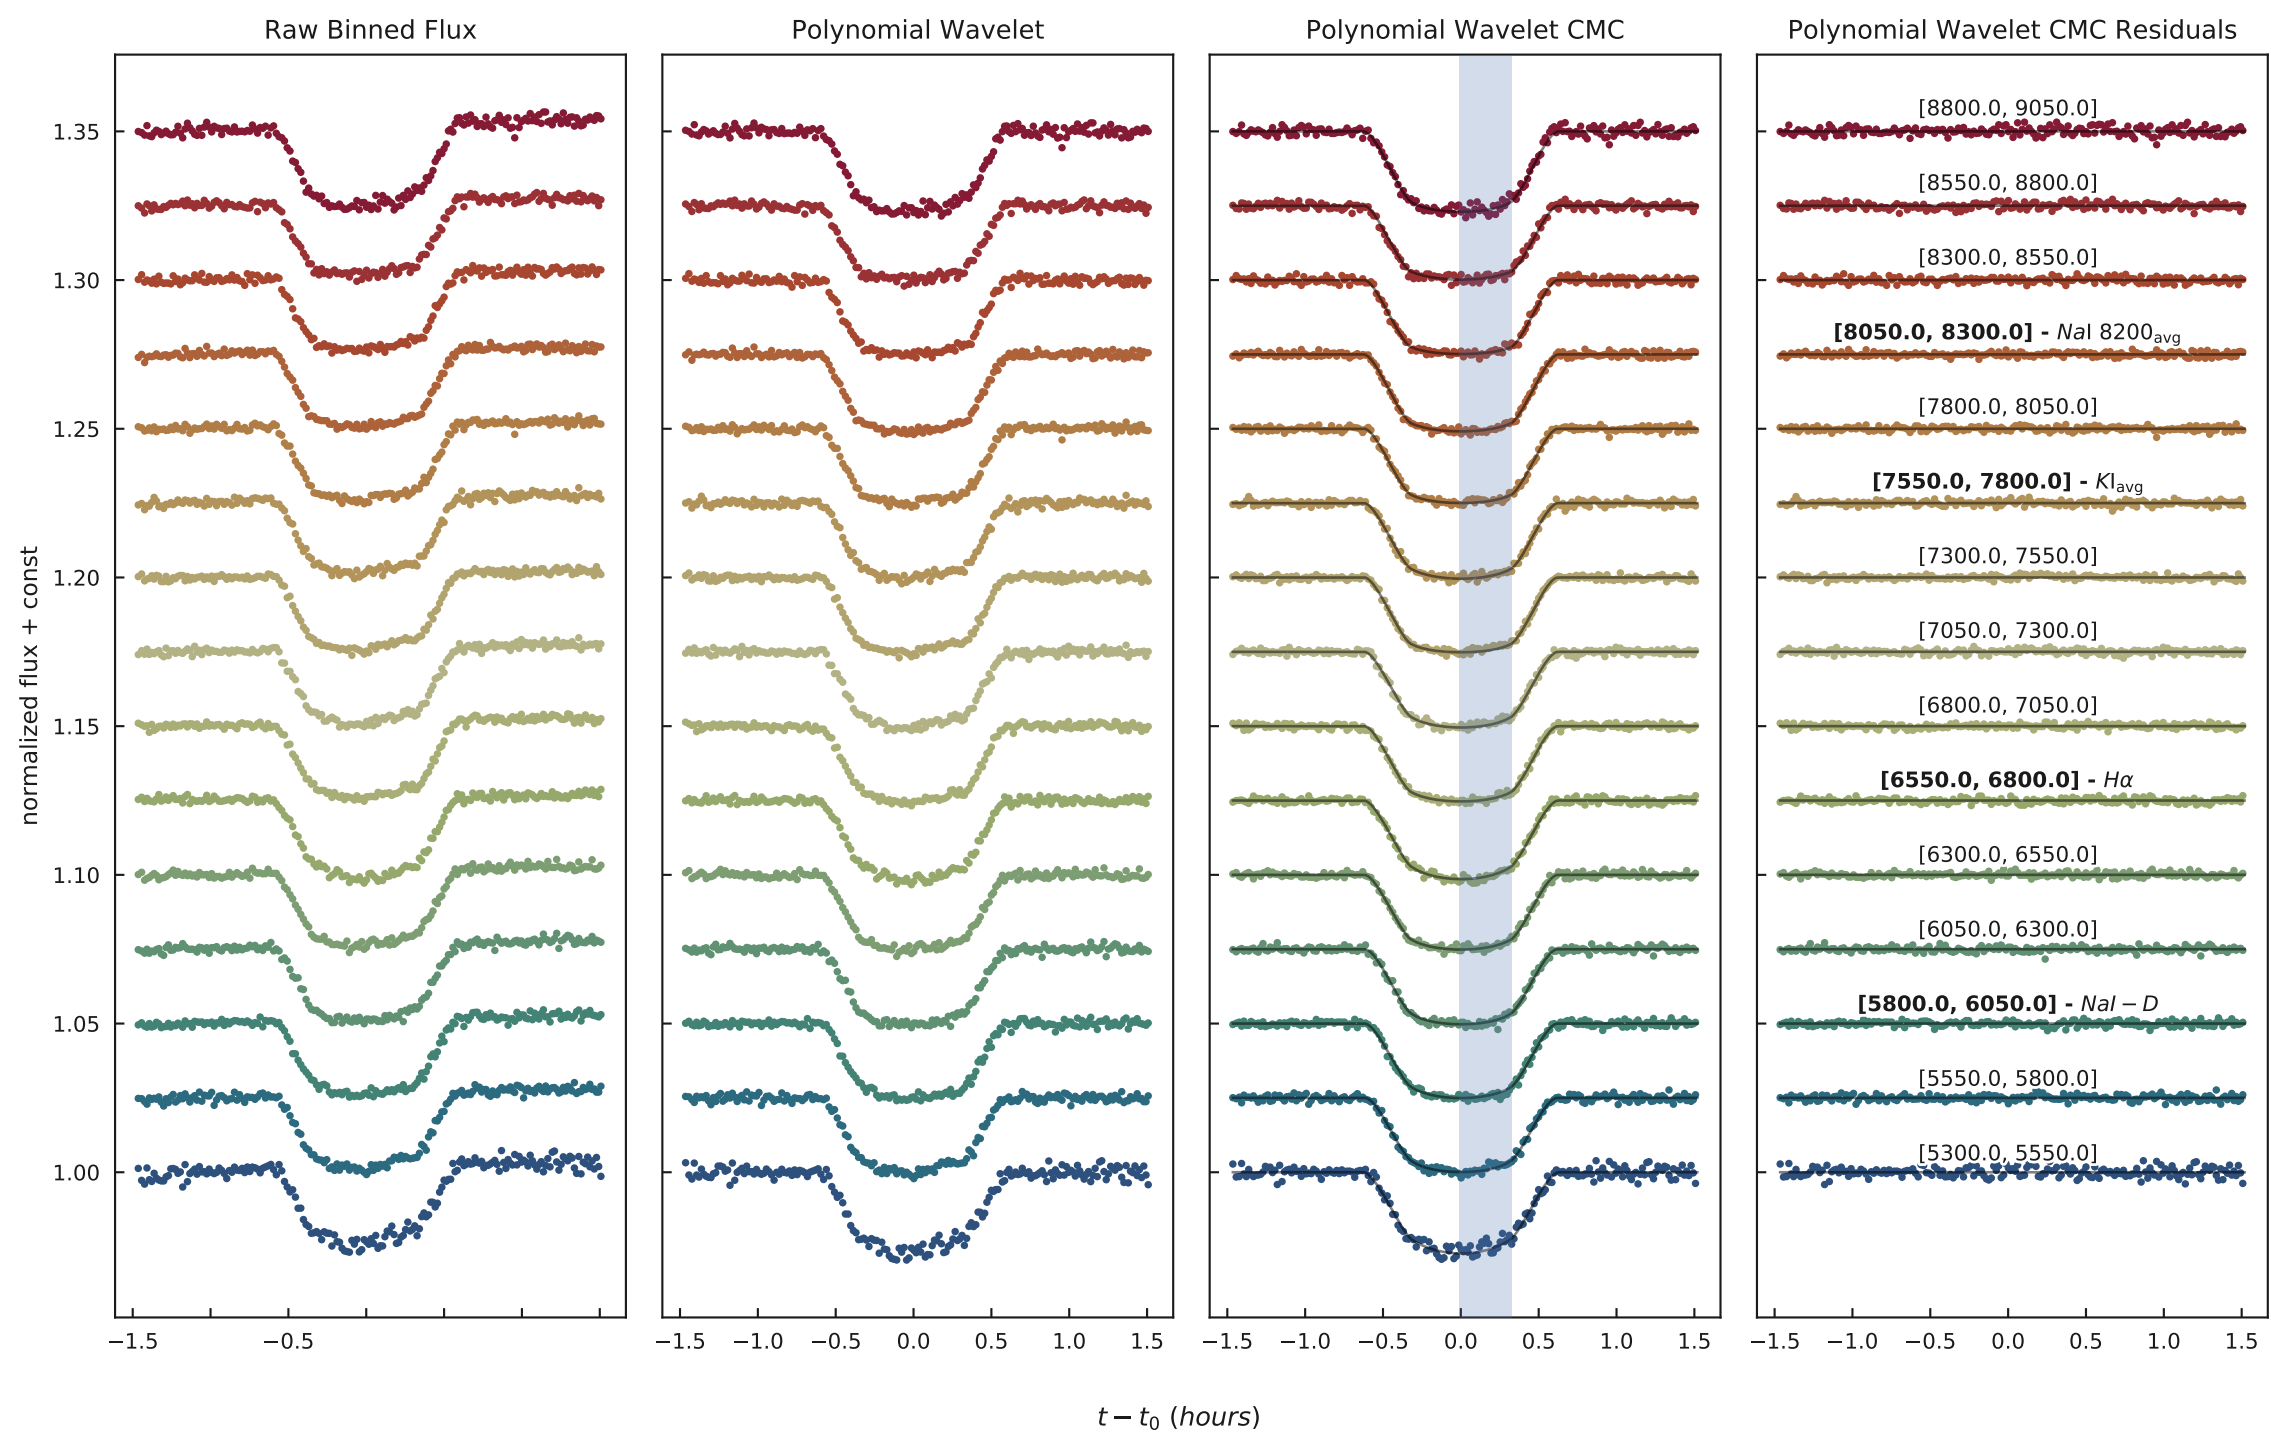 Raw Binned Flux
Polynomial Wavelet
Polynomial Wavelet CMC
Polynomial Wavelet CMC Residuals
normalized flux + const
1.35
1.30
1.25
1.20
1.15
1.10
1.05
1.00
[8800.0, 9050.0]
[8550.0, 8800.0]
[8300.0, 8550.0]
[8050.0, 8300.0] - NaI 8200avg
[7800.0, 8050.0]
[7550.0, 7800.0] - KIavg
[7300.0, 7550.0]
[7050.0, 7300.0]
[6800.0, 7050.0]
[6550.0, 6800.0] - Hα
[6300.0, 6550.0]
[6050.0, 6300.0]
[5800.0, 6050.0] - NaI − D
[5550.0, 5800.0]
[5300.0, 5550.0]
−1.5 −0.5
−1.5 −1.0 −0.5 0.0 0.5 1.0 1.5
−1.5 −1.0 −0.5 0.0 0.5 1.0 1.5
−1.5 −1.0 −0.5 0.0 0.5 1.0 1.5
t − t0 (hours)